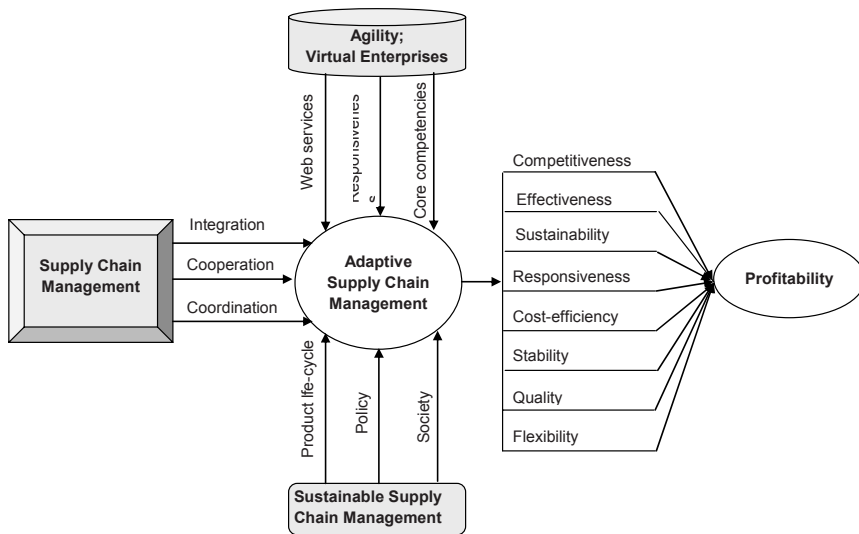 Agility;
Virtual Enterprises
Web services
Responsivenes
s
Core competencies
Integration
Cooperation
Coordination
Supply Chain
Management
Adaptive
Supply Chain
Management
Competitiveness
Effectiveness
Sustainability
Responsiveness
Cost-efficiency
Stability
Quality
Flexibility
Profitability
Product lfe-cycle
Policy
Society
Sustainable Supply
Chain Management